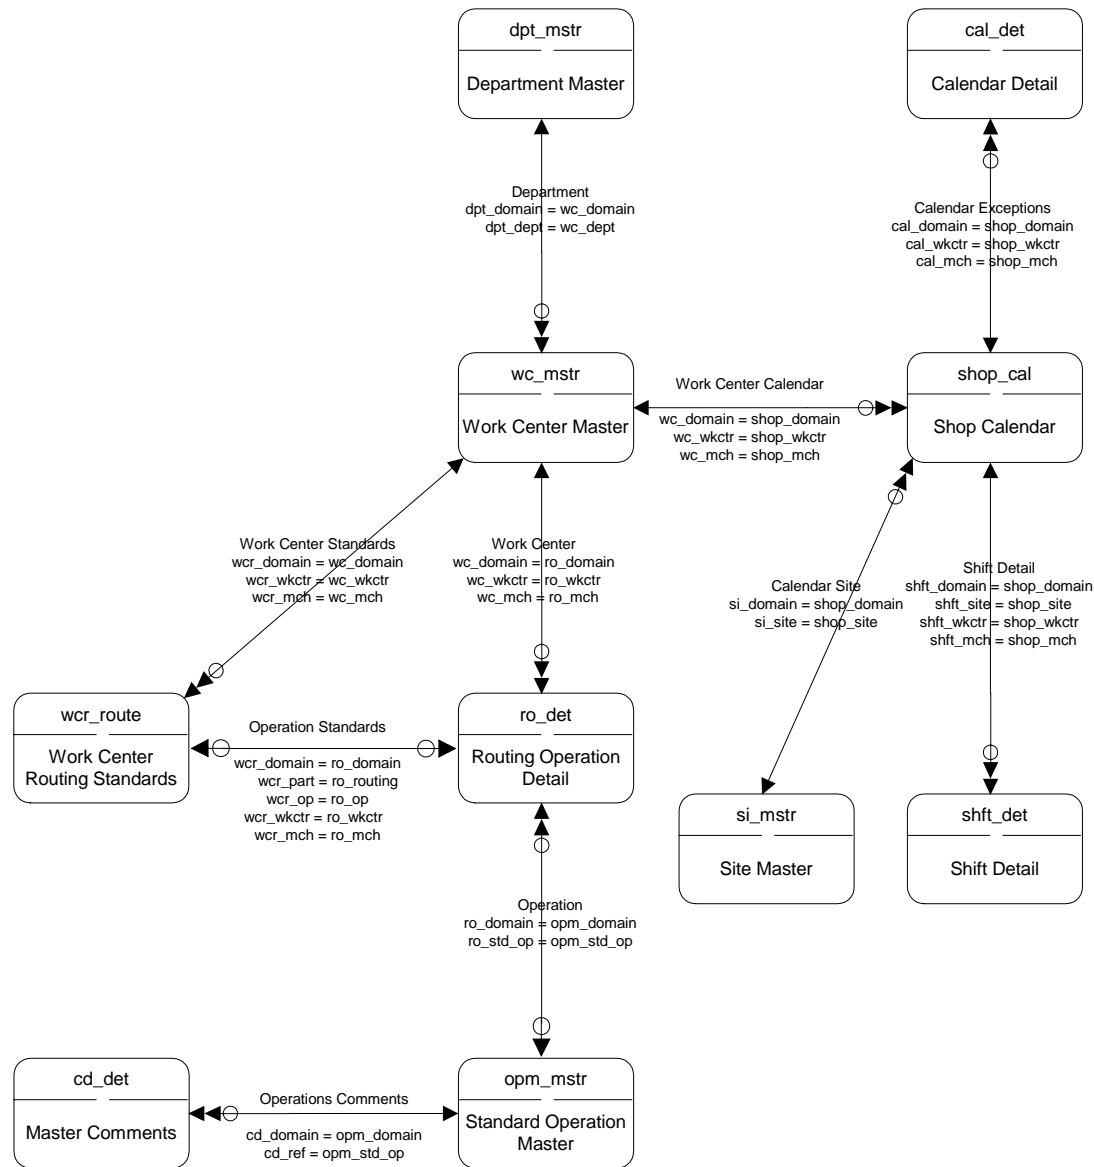 dpt_mstr
Department Master
cal_det
Calendar Detail
Department
dpt_domain = wc_domain
dpt_dept = wc_dept
Calendar Exceptions
cal_domain = shop_domain
cal_wkctr = shop_wkctr
cal_mch = shop_mch
wc_mstr
Work Center Master
Work Center Calendar
wc_domain = shop_domain
wc_wkctr = shop_wkctr
wc_mch = shop_mch
shop_cal
Shop Calendar
Work Center Standards
wcr_domain = wc_domain
wcr_wkctr = wc_wkctr
wcr_mch = wc_mch
Work Center
wc_domain = ro_domain
wc_wkctr = ro_wkctr
wc_mch = ro_mch
Calendar Site
si_domain = shop_domain
si_site = shop_site
Shift Detail
shft_domain = shop_domain
shft_site = shop_site
shft_wkctr = shop_wkctr
shft_mch = shop_mch
wcr_route
Work Center
Routing Standards
Operation Standards
wcr_domain = ro_domain
wcr_part = ro_routing
wcr_op = ro_op
wcr_wkctr = ro_wkctr
wcr_mch = ro_mch
ro_det
Routing Operation
Detail
si_mstr
Site Master
shft_det
Shift Detail
Operation
ro_domain = opm_domain
ro_std_op = opm_std_op
cd_det
Master Comments
Operations Comments
cd_domain = opm_domain
cd_ref = opm_std_op
opm_mstr
Standard Operation
Master